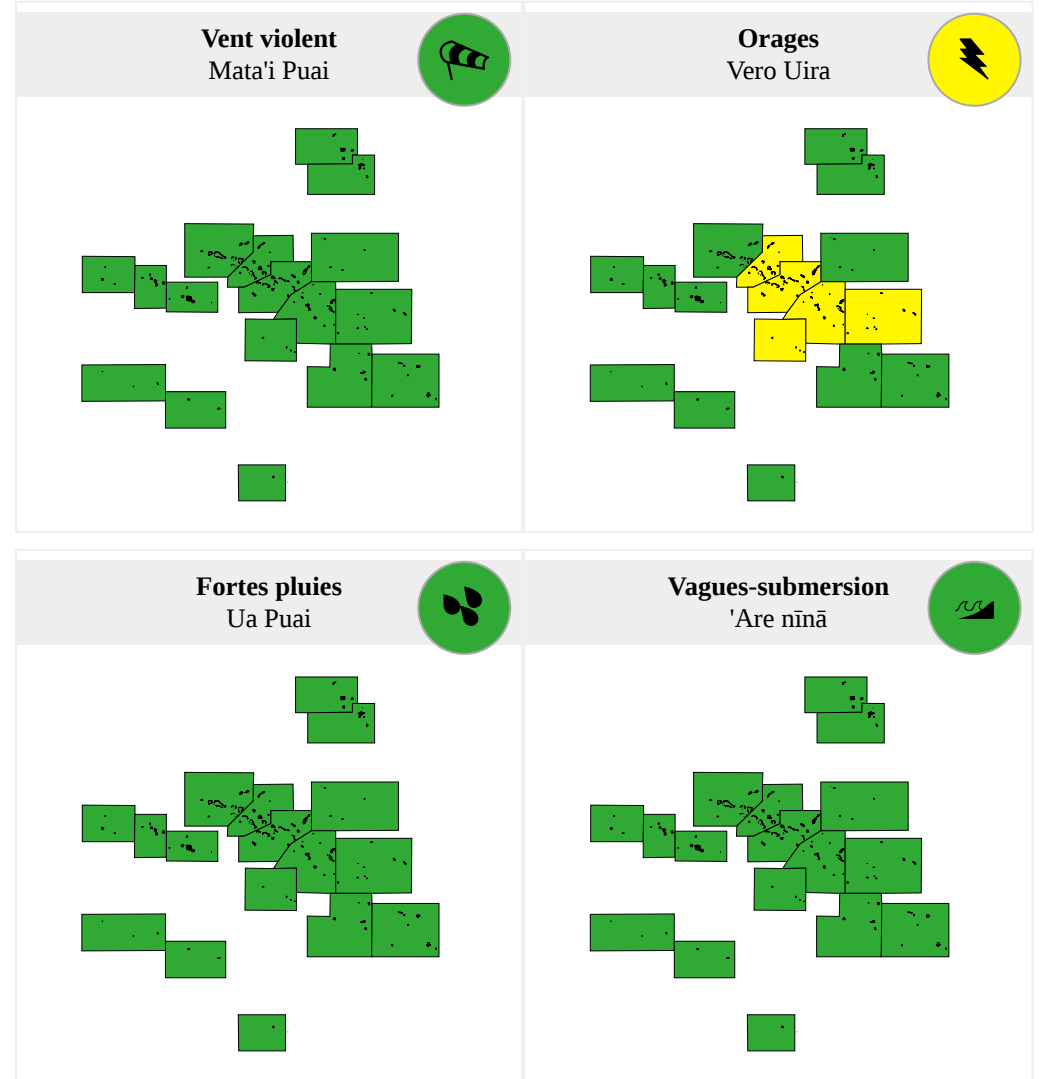 Vent violent
Mata'i Puai
Orages
Vero Uira
Fortes pluies
Ua Puai
Vagues-submersion
'Are nīnā